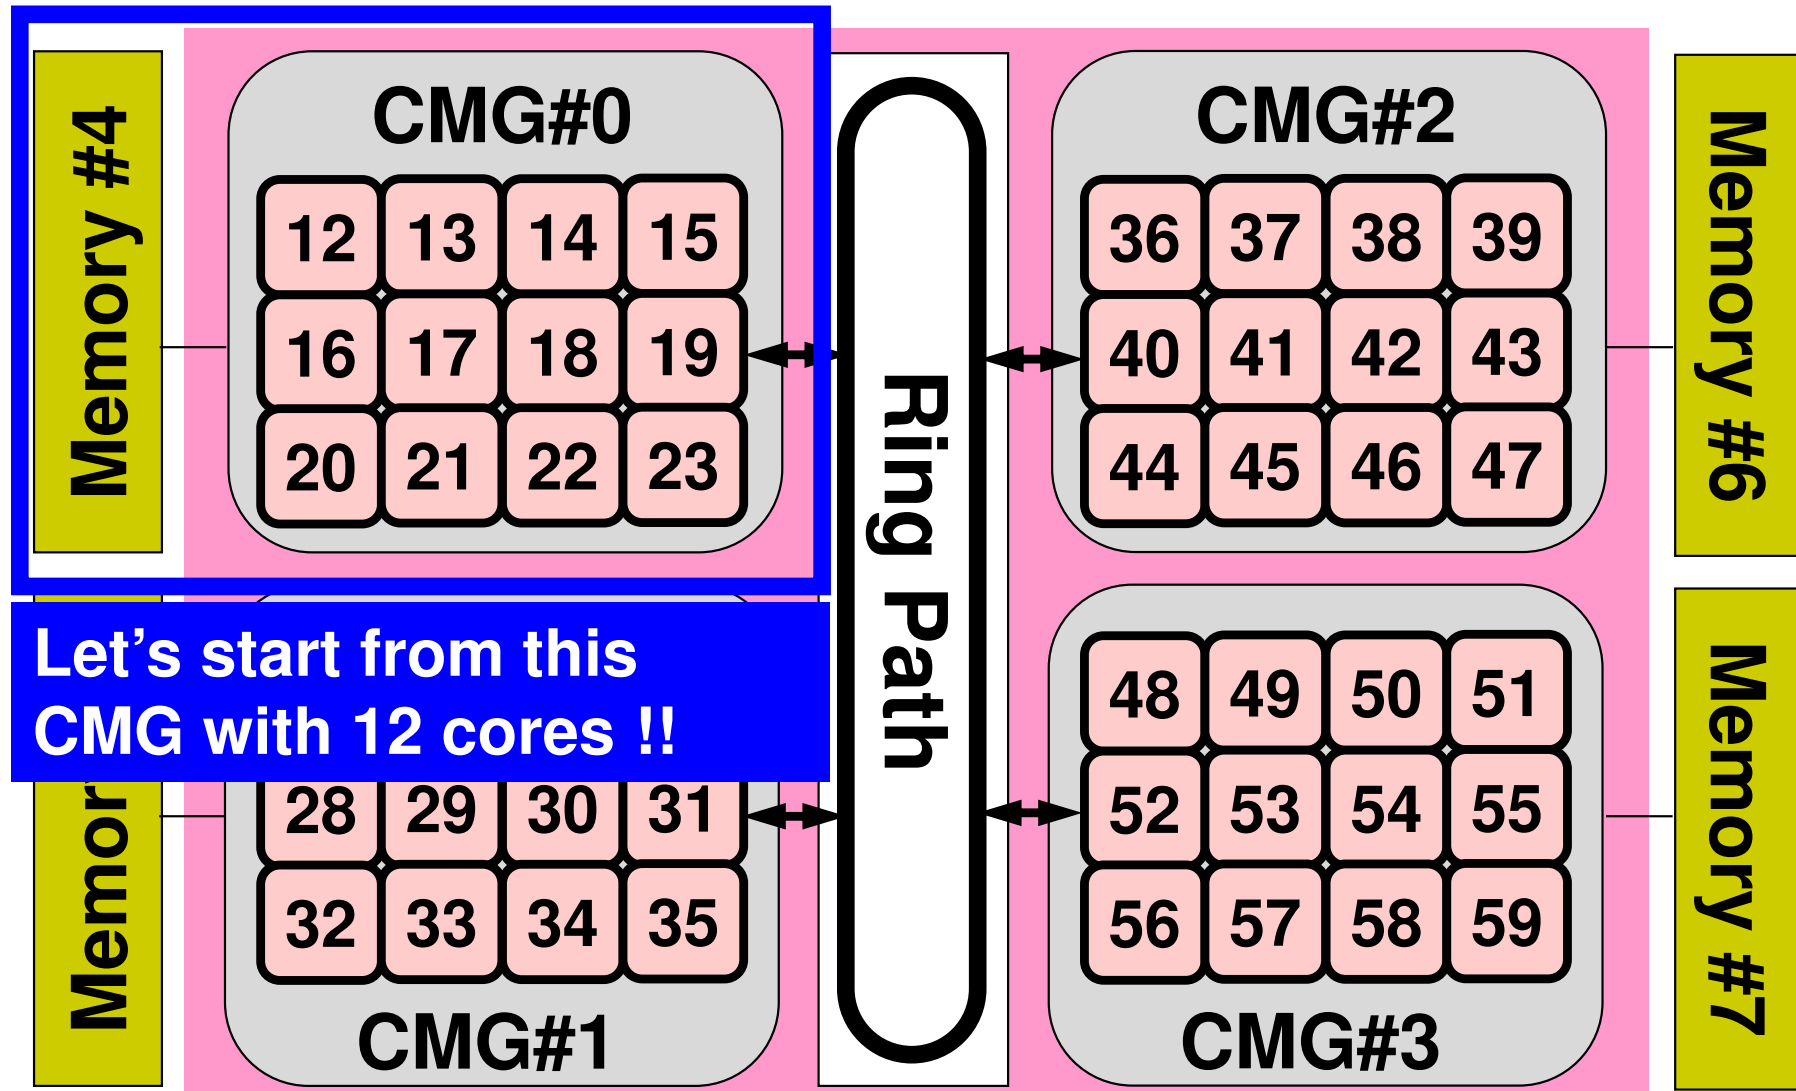 Memory #4
CMG#0
12 13 14 15
16 17 18 19
20 21 22 23
Let's start from this
CMG with 12 cores !!
28 29 30 31
32 33 34 35
CMG#1
Ring Path
CMG#2
36 37 38 39
40 41 42 43
44 45 46 47
Memory #6
48 49 50 51
52 53 54 55
56 57 58 59
CMG#3
Memory #7